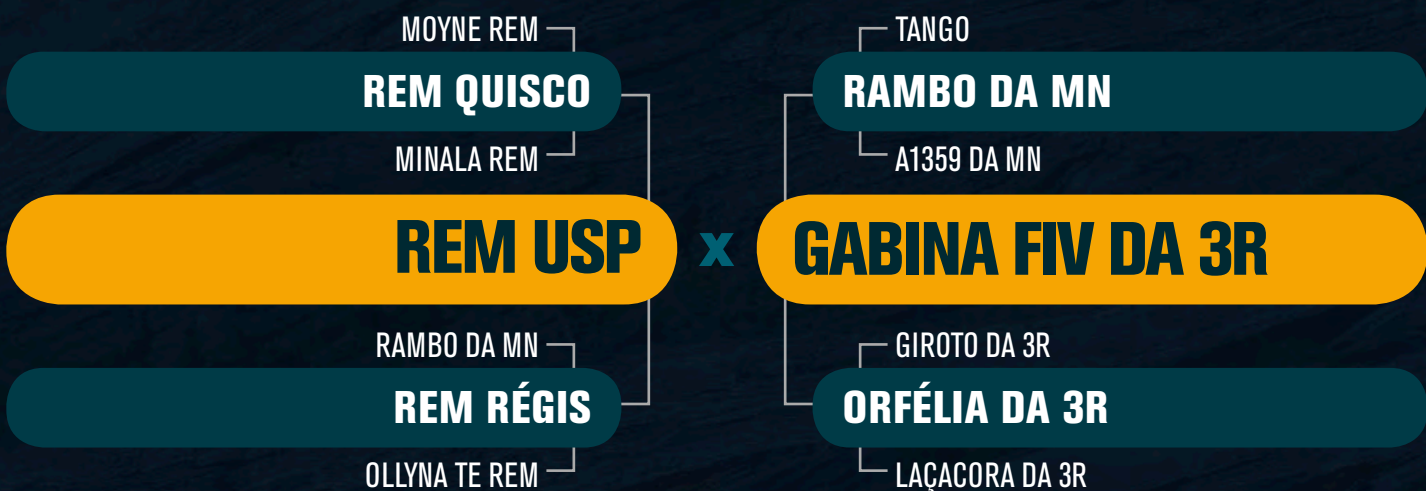 MOYNE REM
REM QUISCO
MINALA REM
REM USP
RAMBO DA MN
REM RÉGIS
OLLYNA TE REM
X
TANGO
RAMBO DA MN
A1359 DA MN
GABINA FIV DA 3R
GIROTO DA 3R
ORFÉLIA DA 3R
LAÇACORA DA 3R